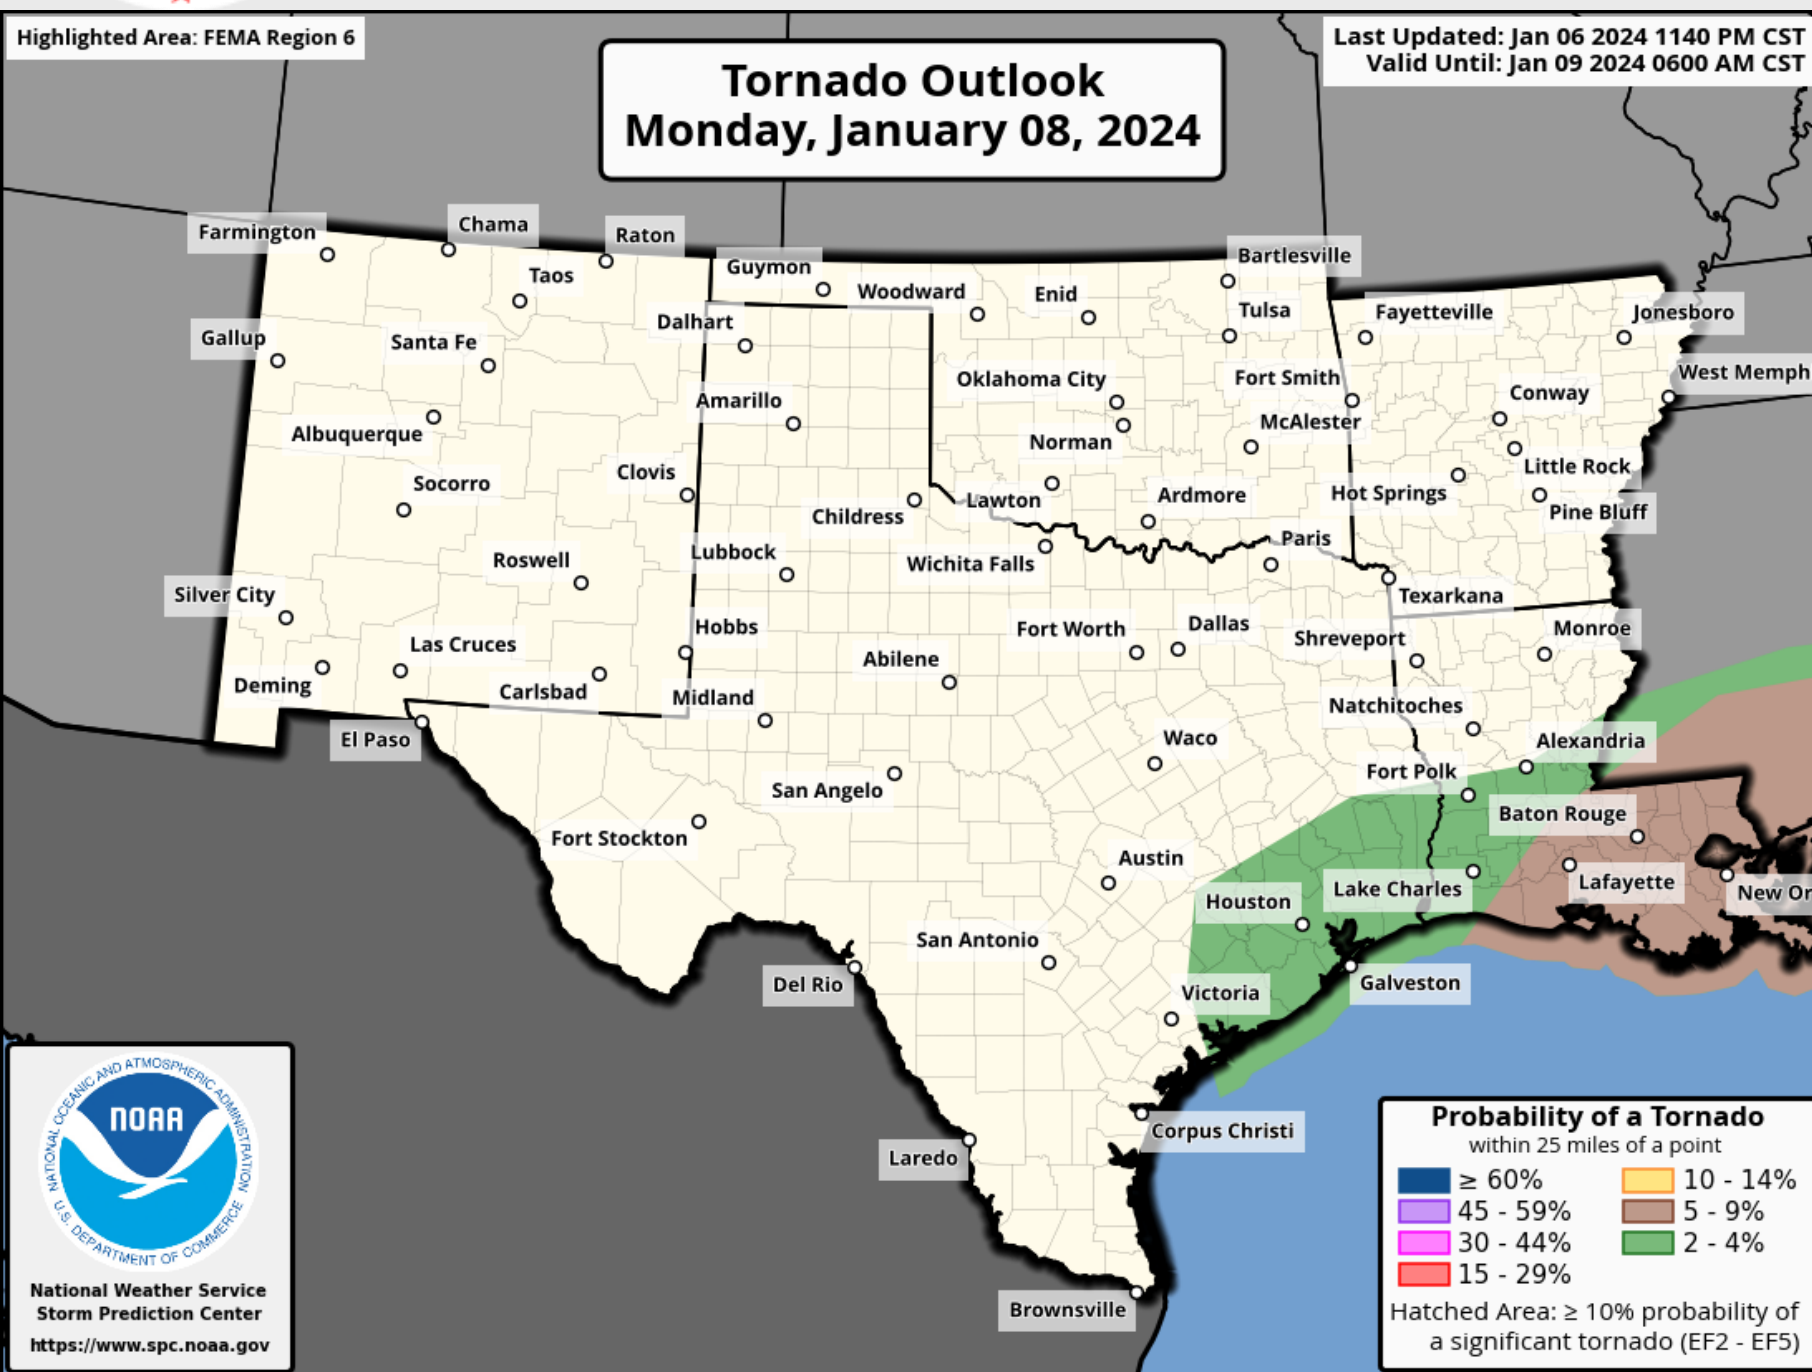 Highlighted Area: FEMA Region 6
Tornado Outlook
Monday, January 08, 2024
Last Updated: Jan 06 2024 1140 PM CST
Valid Until: Jan 09 2024 0600 AM CST
Farmington
Chama
Raton
Taos
Guymon
Woodward
Enid
Bartlesville
Tulsa
Fayetteville
Jonesboro
Gallup
Santa Fe
Dalhart
Oklahoma City
Fort Smith
Conway
West Memph
Amarillo
Albuquerque
Norman
McAlester
Little Rock
Socorro
Clovis
Childress
Lawton
Ardmore
Hot Springs
Pine Bluff
Roswell
Lubbock
Wichita Falls
Paris
Silver City
Texarkana
Las Cruces
Hobbs
Fort Worth
Dallas
Shreveport
Monroe
Deming
Carlsbad
Midland
Abilene
Natchitoches
El Paso
Waco
Alexandria
San Angelo
Fort Polk
Fort Stockton
Baton Rouge
Austin
Houston
Lake Charles
Lafayette
New Or
San Antonio
Del Rio
Victoria
Galveston
Corpus Christi
Laredo
Brownsville
NATIONAL OCEANIC AND ATMOSPHERIC ADMINISTRATION
NOAA
U.S. DEPARTMENT OF COMMERCE
National Weather Service
Storm Prediction Center
https://www.spc.noaa.gov
Probability of a Tornado
within 25 miles of a point
≥ 60%
10 - 14%
45 - 59%
5 - 9%
30 - 44%
2 - 4%
15 - 29%
Hatched Area: ≥ 10% probability of
a significant tornado (EF2 - EF5)